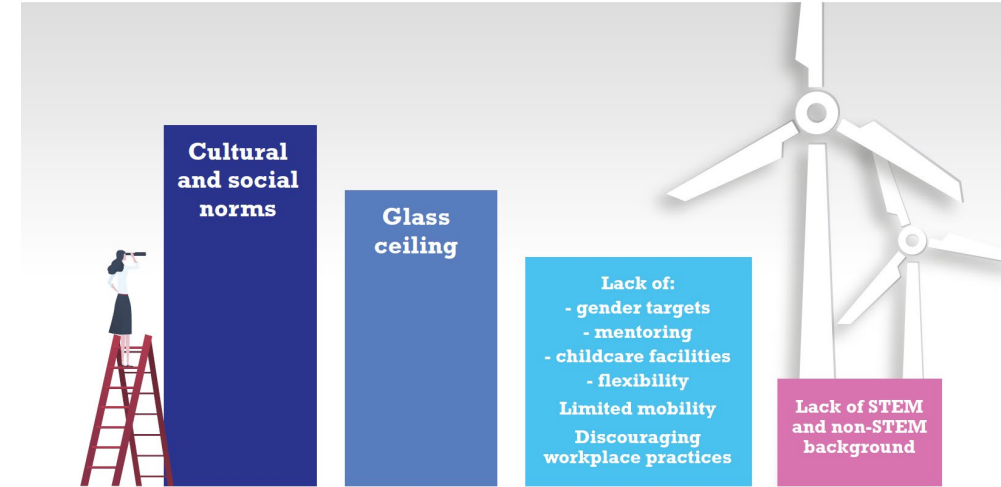 Cultural
and social
norms
Glass
ceiling
Lack of:
- gender targets
- mentoring
- childcare facilities
- flexibility
Limited mobility
Discouraging
workplace practices
Lack of STEM
and non-STEM
background